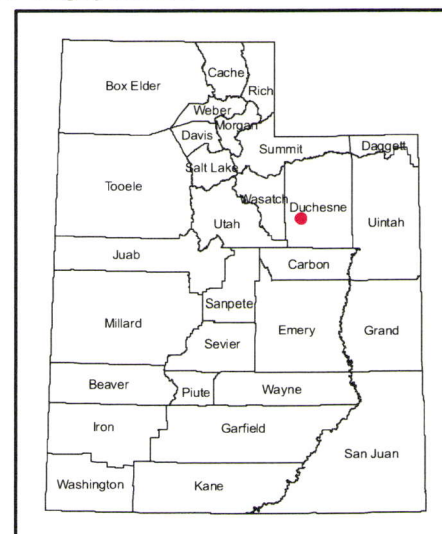 Cache
Box Elder
Rich
Weber
Morgan
Davis
Summit
Daggett
Salt Lake
Tooele
Wasatch
Duchesne
Utah
Uintah
Juab
Carbon
Sanpete
Millard
Emery
Grand
Sevier
Beaver
Piute
Wayne
Iron
Garfield
San Juan
Washington
Kane